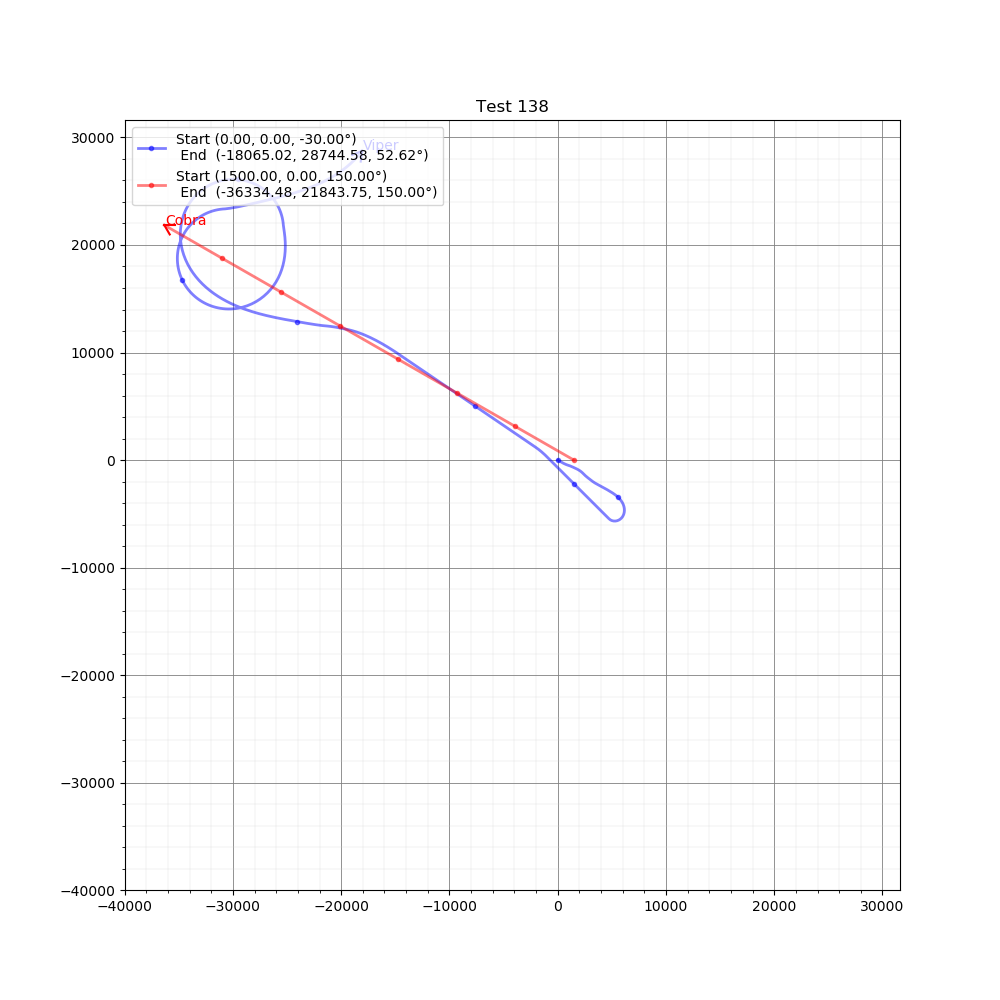 Test 138
Start (0.00, 0.00, -30.00°)
End (-18065.02, 28744.58, 52.62°)
Start (1500.00, 0.00, 150.00°)
End (-36334.48, 21843.75, 150.00°)
Viper
Cobra
30000
20000
10000
0
−10000
−20000
−30000
−40000
−40000 −30000 −20000 −10000 0 10000 20000 30000